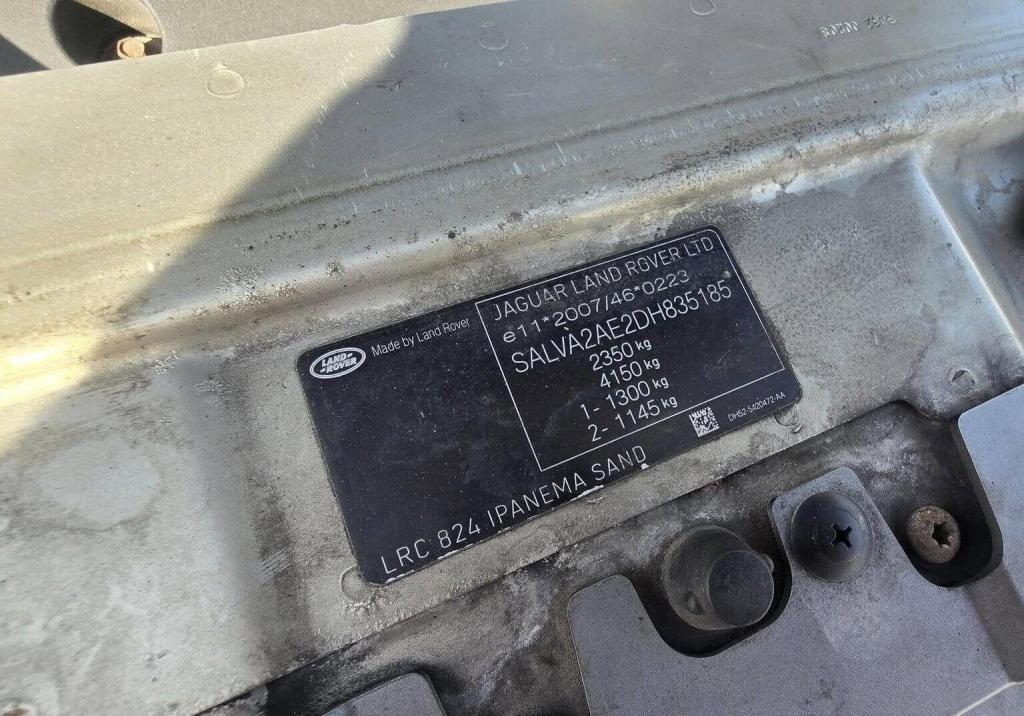 LAND
ROVER
Made by Land Rover
JAGUAR LAND ROVER LTD
e11*2007/46*0223
SALVA2AE2DH835185
2350 kg
4150 kg
1- 1300 kg
2- 1145 kg
DH52-5420472-AA
LRC 824 IPANEMA SAND